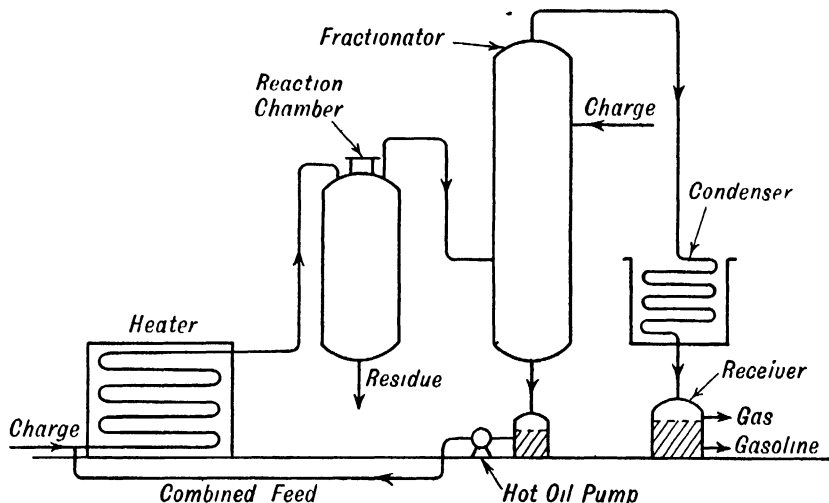 Fractionator
Reaction
Chamber
Charge
Condenser
Heater
Residue
Receiver
Gas
Charge
Gasoline
Combined Feed
Hot Oil Pump